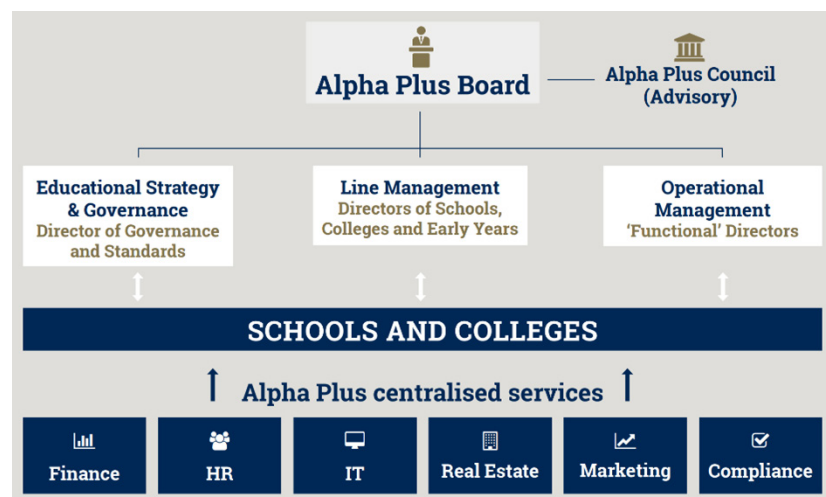 Alpha Plus Board
Alpha Plus Council
(Advisory)
Educational Strategy
& Governance
Director of Governance
and Standards
Line Management
Directors of Schools,
Colleges and Early Years
Operational
Management
‘Functional’ Directors
SCHOOLS AND COLLEGES
Alpha Plus centralised services
Finance
HR
IT
Real Estate
Marketing
Compliance